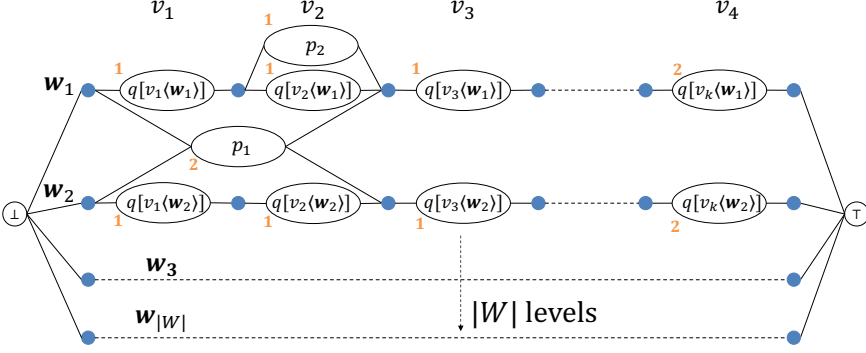 v₁ v₂ v₃ v₄
1 p₂
w₁ 1 q[v₁⟨w₁⟩] 1 q[v₂⟨w₁⟩] 1 q[v₃⟨w₁⟩] 2 q[vₖ⟨w₁⟩]
2 p₁
w₂ q[v₁⟨w₂⟩] q[v₂⟨w₂⟩] q[v₃⟨w₂⟩] q[vₖ⟨w₂⟩]
1 1 1 2
⊥ ⊤
w₃
w|W| |W| levels